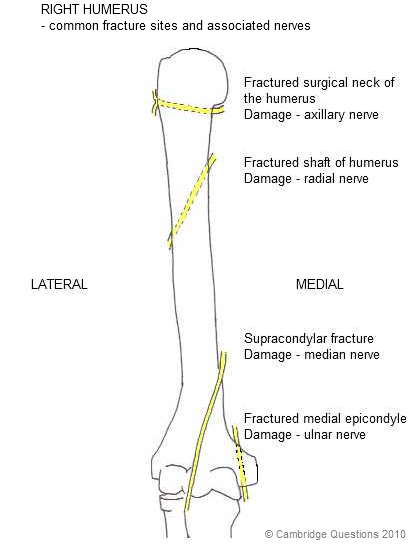 RIGHT HUMERUS
- common fracture sites and associated nerves
Fractured surgical neck of
the humerus
Damage - axillary nerve
Fractured shaft of humerus
Damage - radial nerve
LATERAL
MEDIAL
Supracondylar fracture
Damage - median nerve
Fractured medial epicondyle
Damage - ulnar nerve
© Cambridge Questions 2010